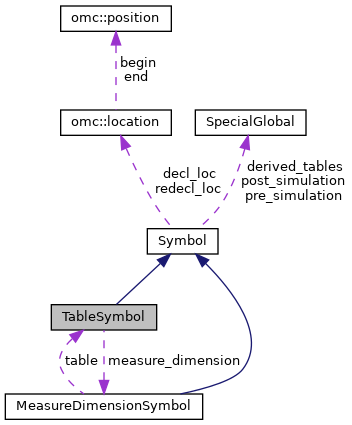 omc::position
begin
end
omc::location
SpecialGlobal
decl_loc
redecl_loc
derived_tables
post_simulation
pre_simulation
Symbol
TableSymbol
table
measure_dimension
MeasureDimensionSymbol